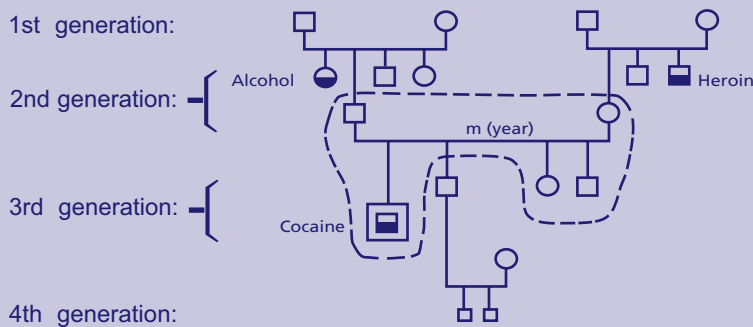 1st generation:
Alcohol
Heroin
2nd generation:
m (year)
3rd generation:
Cocaine
4th generation: